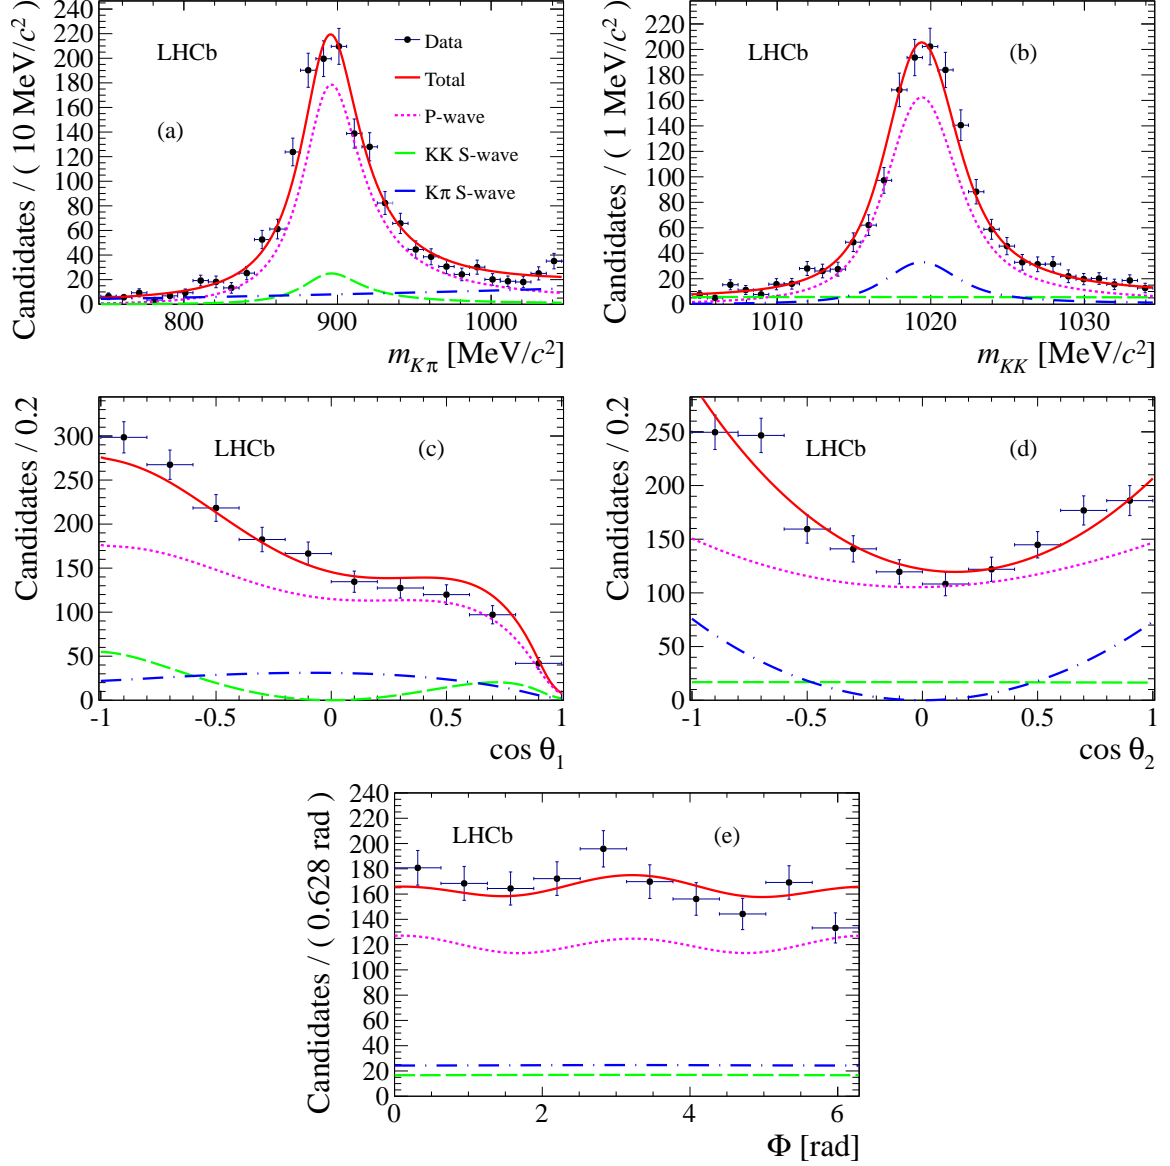 Candidates / ( 10 MeV/c² )
220
200
180
160
140
120
100
80
60
40
20
0
LHCb
(a)
Data
Total
P-wave
KK S-wave
Kπ S-wave
800 900 1000
m_Kπ [MeV/c²]
Candidates / ( 1 MeV/c² )
220
200
180
160
140
120
100
80
60
40
20
0
LHCb
(b)
1010 1020 1030
m_KK [MeV/c²]
Candidates / 0.2
300
250
200
150
100
50
0
LHCb
(c)
-1 -0.5 0 0.5 1
cos θ₁
Candidates / 0.2
250
200
150
100
50
0
LHCb
(d)
-1 -0.5 0 0.5 1
cos θ₂
Candidates / ( 0.628 rad )
240
220
200
180
160
140
120
100
80
60
40
20
0
LHCb
(e)
0 2 4 6
Φ [rad]